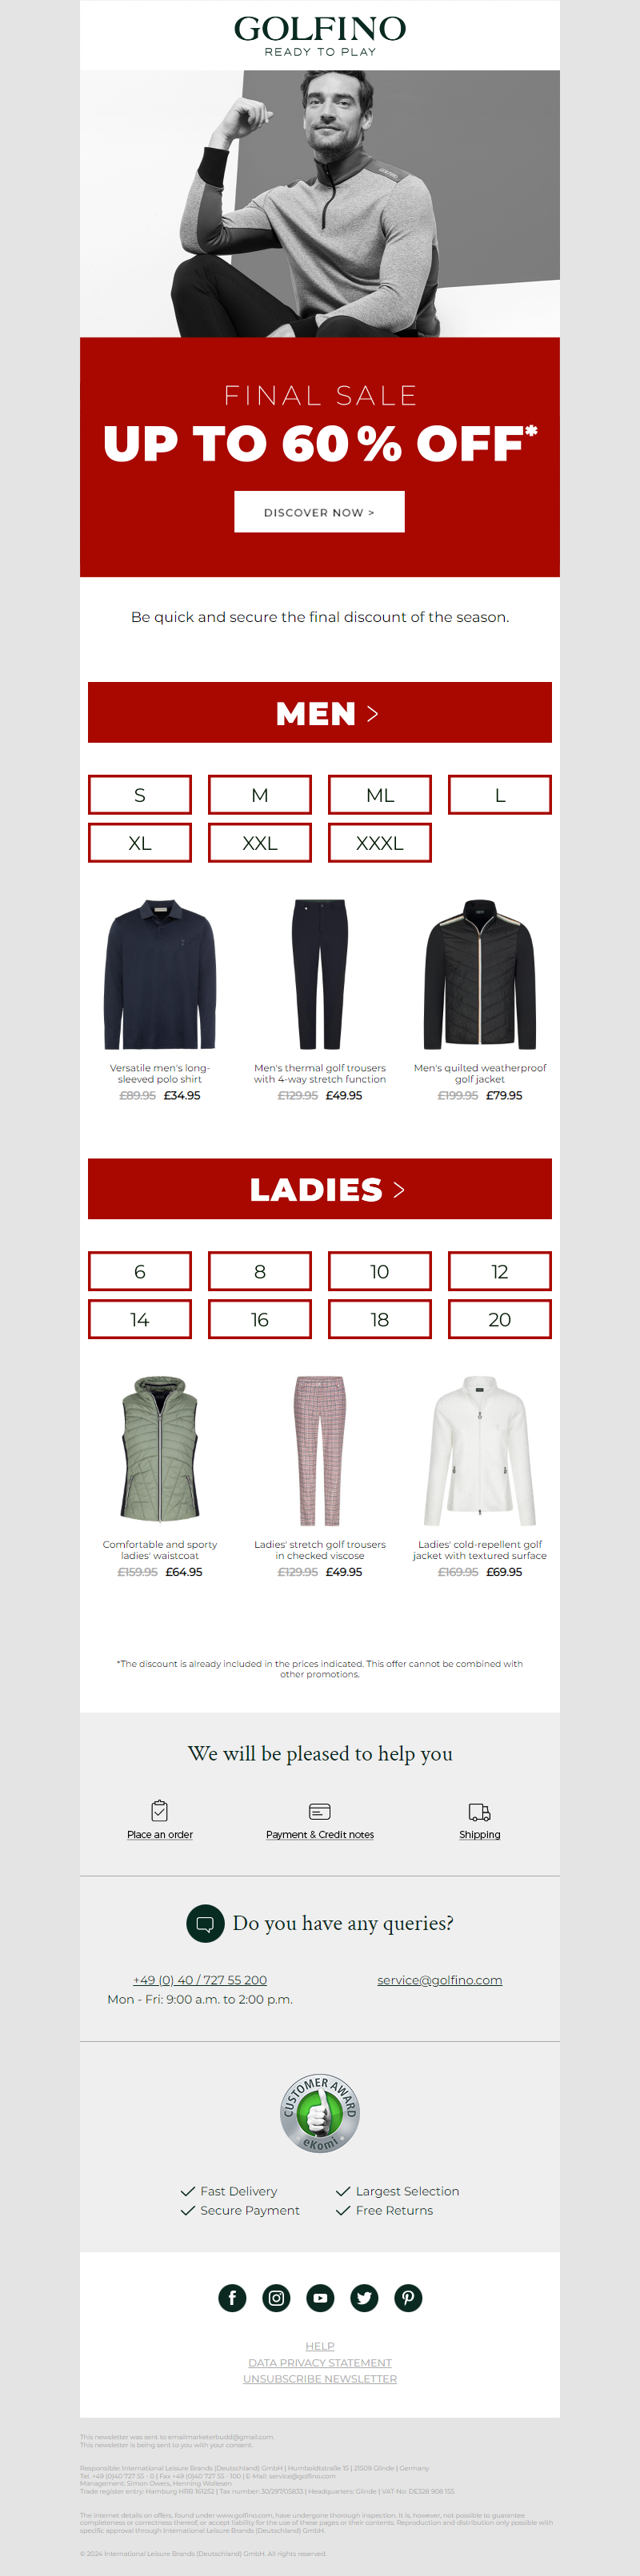 GOLFINO
READY TO PLAY
GOLFINO
FINAL SALE
UP TO 60 % OFF*
DISCOVER NOW >
Be quick and secure the final discount of the season.
MEN >
S M ML L
XL XXL XXXL
Versatile men's long-
sleeved polo shirt
£89.95 £34.95
Men's thermal golf trousers
with 4-way stretch function
£129.95 £49.95
Men's quilted weatherproof
golf jacket
£199.95 £79.95
LADIES >
6 8 10 12
14 16 18 20
Comfortable and sporty
ladies' waistcoat
£159.95 £64.95
Ladies' stretch golf trousers
in checked viscose
£129.95 £49.95
Ladies' cold-repellent golf
jacket with textured surface
£169.95 £69.95
*The discount is already included in the prices indicated. This offer cannot be combined with
other promotions.
We will be pleased to help you
Place an order
Payment & Credit notes
Shipping
Do you have any queries?
+49 (0) 40 / 727 55 200
Mon - Fri: 9:00 a.m. to 2:00 p.m.
service@golfino.com
CUSTOMER AWARD
eKomi
Fast Delivery
Largest Selection
Secure Payment
Free Returns
HELP
DATA PRIVACY STATEMENT
UNSUBSCRIBE NEWSLETTER
This newsletter was sent to emailmarketerbudd@gmail.com.
This newsletter is being sent to you with your consent.
Responsible: International Leisure Brands (Deutschland) GmbH | Humboldtstraße 15 | 21509 Glinde | Germany
Tel. +49 (0)40 727 55 - 0 | Fax +49 (0)40 727 55 - 100 | E-Mail: service@golfino.com
Management: Simon Owers, Henning Wollesen
Trade register entry: Hamburg HRB 161252 | Tax number: 30/297/05833 | Headquarters: Glinde | VAT No: DE328 908 155
The internet details on offers, found under www.golfino.com, have undergone thorough inspection. It is, however, not possible to guarantee
completeness or correctness thereof, or accept liability for the use of these pages or their contents. Reproduction and distribution only possible with
specific approval through International Leisure Brands (Deutschland) GmbH.
© 2024 International Leisure Brands (Deutschland) GmbH. All rights reserved.